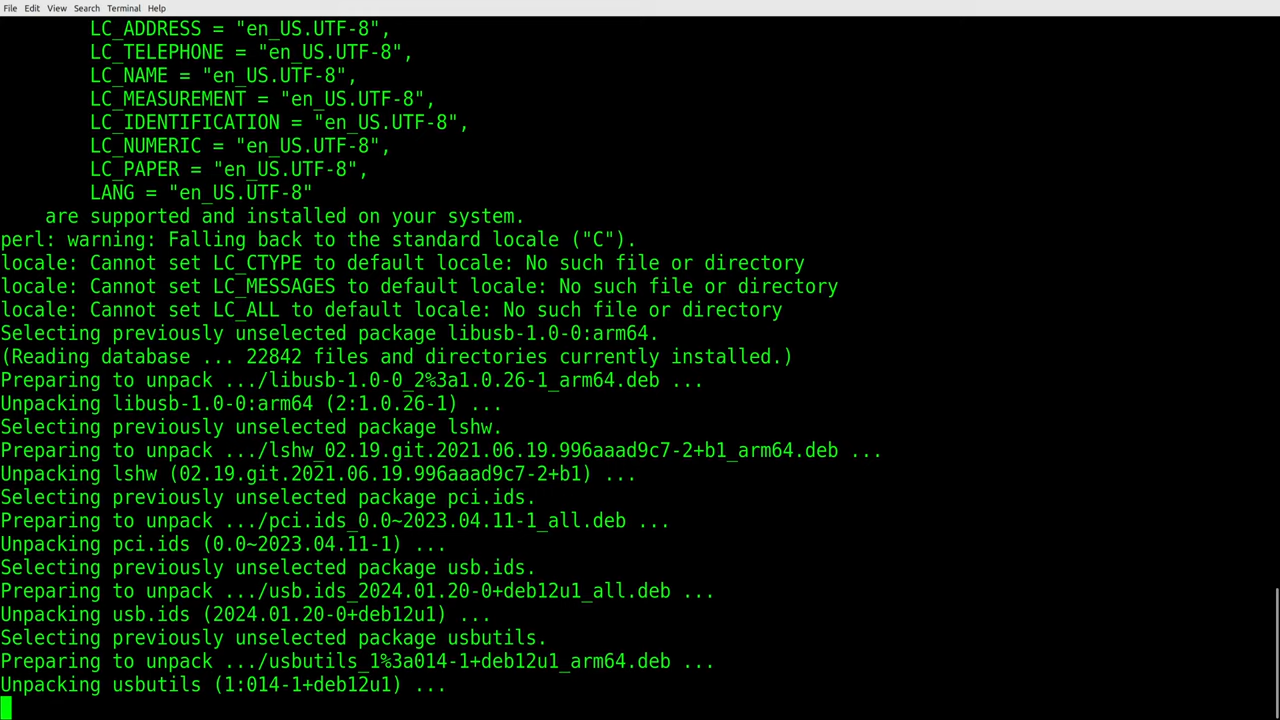 File Edit View Search Terminal Help
LC_ADDRESS = "en_US.UTF-8",
LC_TELEPHONE = "en_US.UTF-8",
LC_NAME = "en_US.UTF-8",
LC_MEASUREMENT = "en_US.UTF-8",
LC_IDENTIFICATION = "en_US.UTF-8",
LC_NUMERIC = "en_US.UTF-8",
LC_PAPER = "en_US.UTF-8",
LANG = "en_US.UTF-8"
are supported and installed on your system.
perl: warning: Falling back to the standard locale ("C").
locale: Cannot set LC_CTYPE to default locale: No such file or directory
locale: Cannot set LC_MESSAGES to default locale: No such file or directory
locale: Cannot set LC_ALL to default locale: No such file or directory
Selecting previously unselected package libusb-1.0-0:arm64.
(Reading database ... 22842 files and directories currently installed.)
Preparing to unpack .../libusb-1.0-0_2%3a1.0.26-1_arm64.deb ...
Unpacking libusb-1.0-0:arm64 (2:1.0.26-1) ...
Selecting previously unselected package lshw.
Preparing to unpack .../lshw_02.19.git.2021.06.19.996aaad9c7-2+b1_arm64.deb ...
Unpacking lshw (02.19.git.2021.06.19.996aaad9c7-2+b1) ...
Selecting previously unselected package pci.ids.
Preparing to unpack .../pci.ids_0.0~2023.04.11-1_all.deb ...
Unpacking pci.ids (0.0~2023.04.11-1) ...
Selecting previously unselected package usb.ids.
Preparing to unpack .../usb.ids_2024.01.20-0+deb12u1_all.deb ...
Unpacking usb.ids (2024.01.20-0+deb12u1) ...
Selecting previously unselected package usbutils.
Preparing to unpack .../usbutils_1%3a014-1+deb12u1_arm64.deb ...
Unpacking usbutils (1:014-1+deb12u1) ...